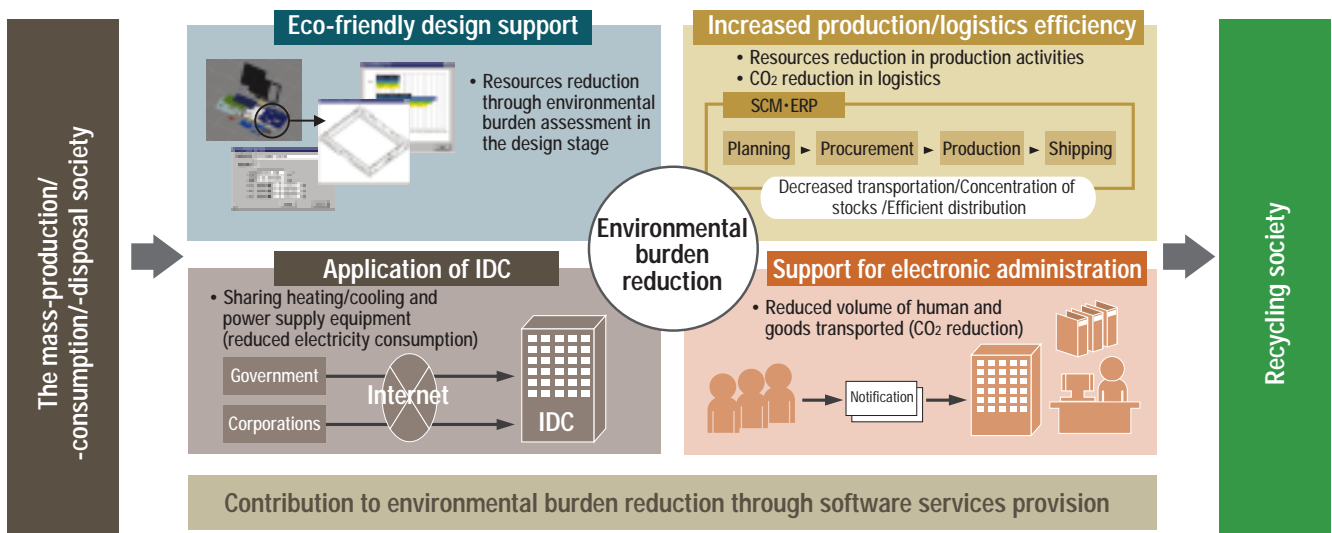 The mass-production/
-consumption/-disposal society
Eco-friendly design support
• Resources reduction
through environmental
burden assessment in
the design stage
Increased production/logistics efficiency
• Resources reduction in production activities
• CO₂ reduction in logistics
SCM・ERP
Planning ► Procurement ► Production ► Shipping
Decreased transportation/Concentration of
stocks /Efficient distribution
Environmental
burden
reduction
Application of IDC
• Sharing heating/cooling and
power supply equipment
(reduced electricity consumption)
Government
Internet
Corporations
IDC
Support for electronic administration
• Reduced volume of human and
goods transported (CO₂ reduction)
Notification
Contribution to environmental burden reduction through software services provision
Recycling society